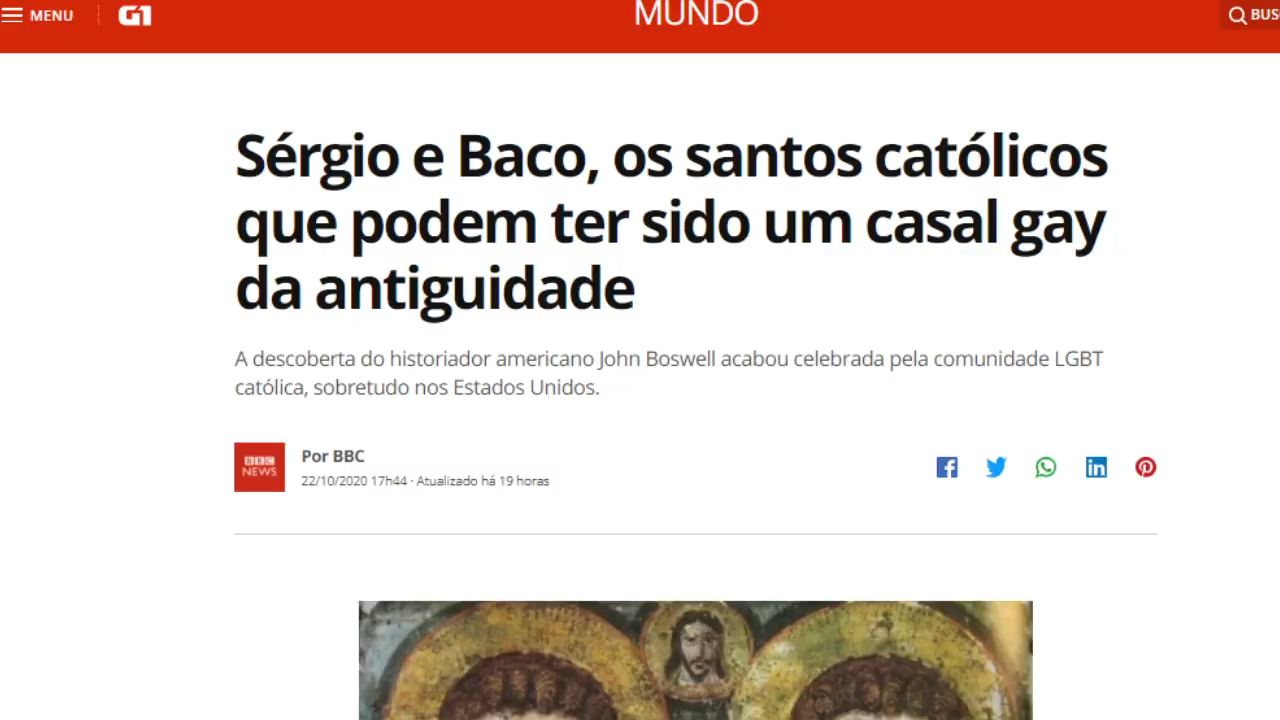 MENU
G1
MUNDO
BUS
Sérgio e Baco, os santos católicos
que podem ter sido um casal gay
da antiguidade
A descoberta do historiador americano John Boswell acabou celebrada pela comunidade LGBT
católica, sobretudo nos Estados Unidos.
BBC
NEWS
Por BBC
22/10/2020 17h44 · Atualizado há 19 horas